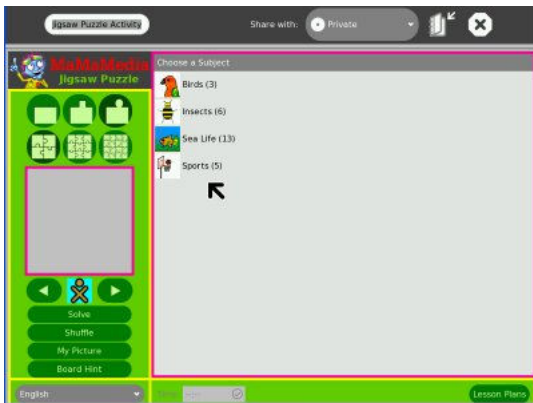 Jigsaw Puzzle Activity
Share with: Private
MaMaMedia
Jigsaw Puzzle
Choose a Subject
Birds (3)
Insects (6)
Sea Life (13)
Sports (5)
Solve
Shuffle
My Picture
Board Hint
English
Lesson Plans